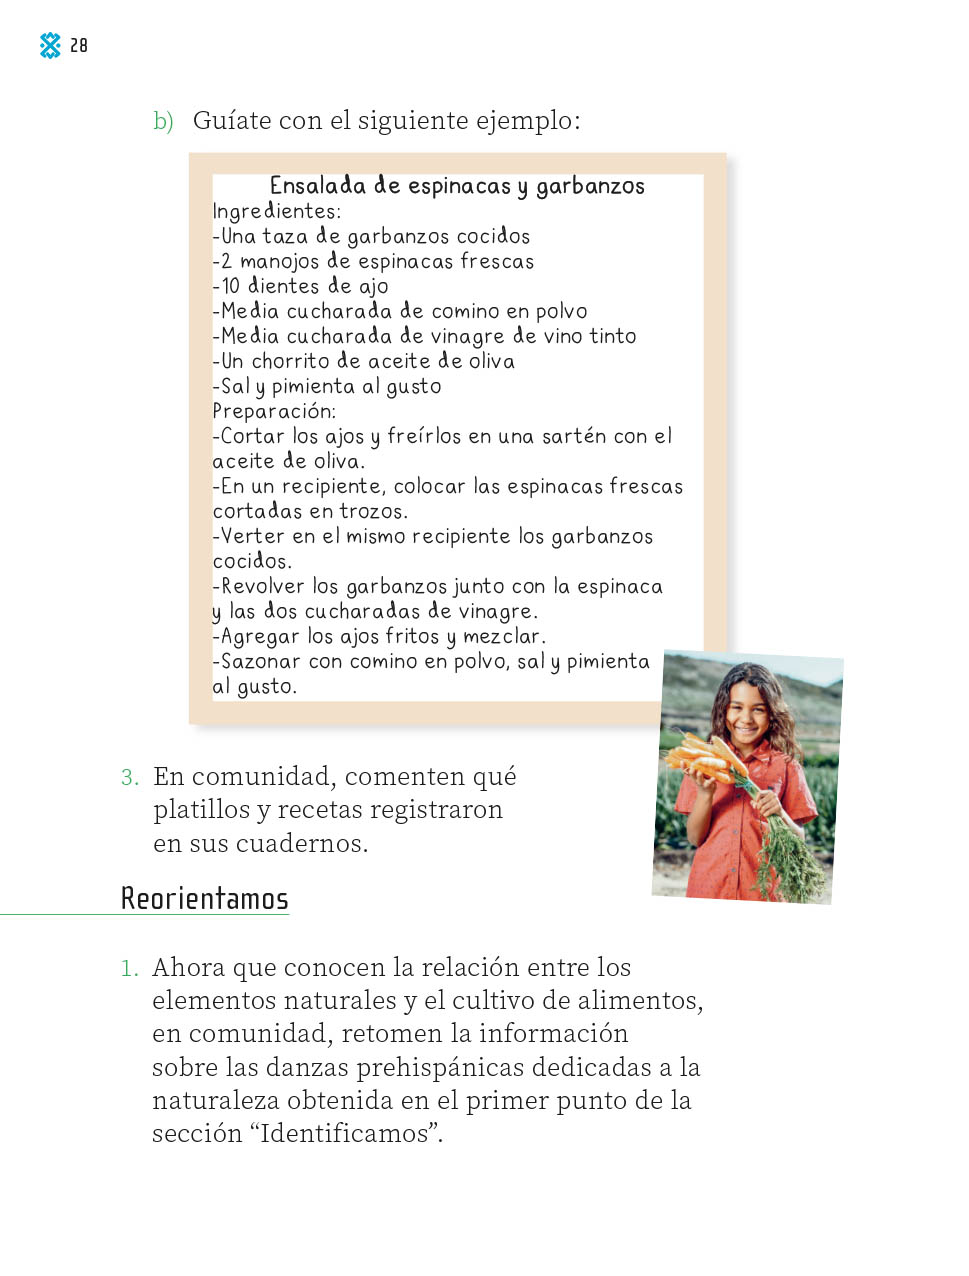 28
b) Guíate con el siguiente ejemplo:
Ensalada de espinacas y garbanzos
Ingredientes:
-Una taza de garbanzos cocidos
-2 manojos de espinacas frescas
-10 dientes de ajo
-Media cucharada de comino en polvo
-Media cucharada de vinagre de vino tinto
-Un chorrito de aceite de oliva
-Sal y pimienta al gusto
Preparación:
-Cortar los ajos y freírlos en una sartén con el
aceite de oliva.
-En un recipiente, colocar las espinacas frescas
cortadas en trozos.
-Verter en el mismo recipiente los garbanzos
cocidos.
-Revolver los garbanzos junto con la espinaca
y las dos cucharadas de vinagre.
-Agregar los ajos fritos y mezclar.
-Sazonar con comino en polvo, sal y pimienta
al gusto.
3. En comunidad, comenten qué
platillos y recetas registraron
en sus cuadernos.
Reorientamos
1. Ahora que conocen la relación entre los
elementos naturales y el cultivo de alimentos,
en comunidad, retomen la información
sobre las danzas prehispánicas dedicadas a la
naturaleza obtenida en el primer punto de la
sección “Identificamos”.